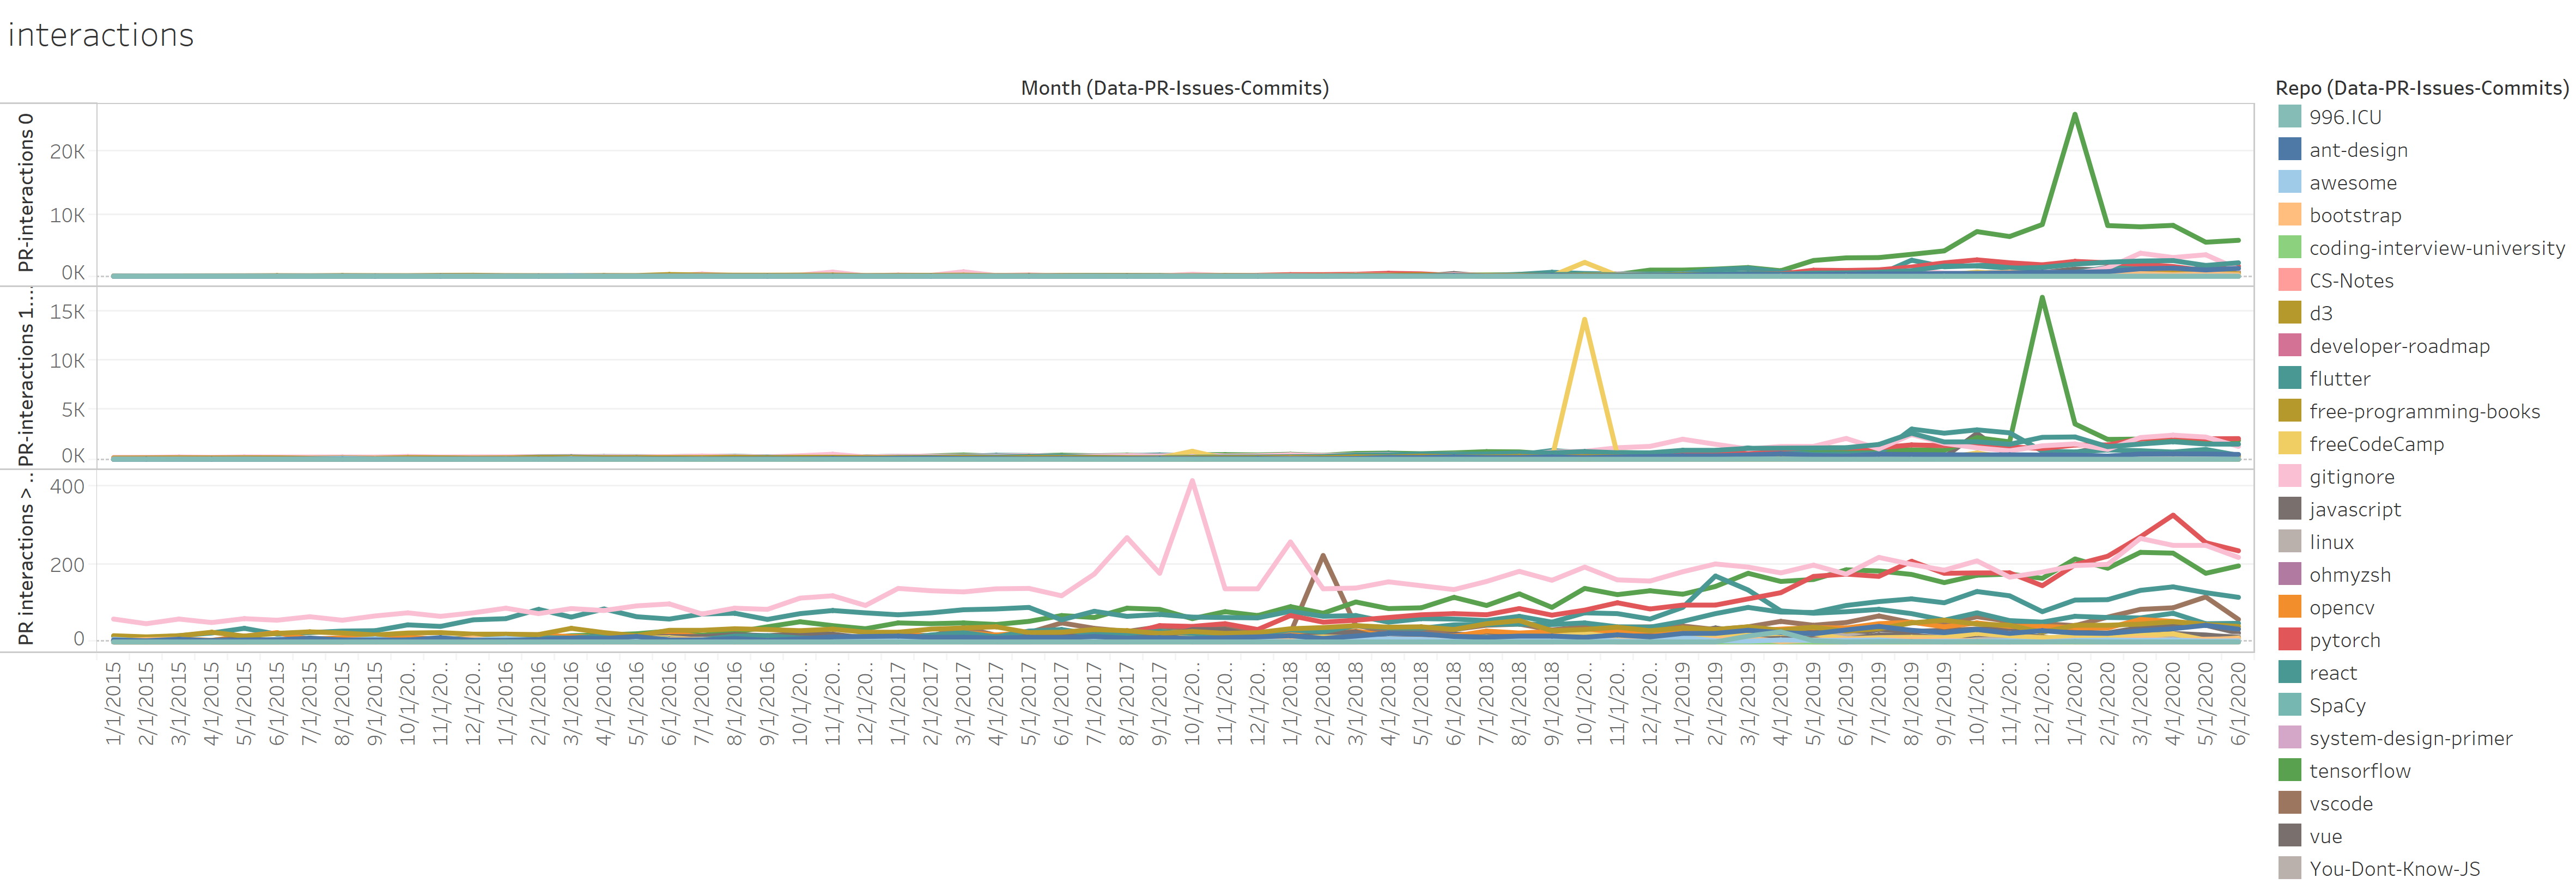 interactions
Month (Data-PR-Issues-Commits)
PR-interactions 0
20K
10K
0K
PR-interactions 1....
15K
10K
5K
0K
PR interactions > ..
400
200
0
1/1/2015
2/1/2015
3/1/2015
4/1/2015
5/1/2015
6/1/2015
7/1/2015
8/1/2015
9/1/2015
10/1/20..
11/1/20..
12/1/20..
1/1/2016
2/1/2016
3/1/2016
4/1/2016
5/1/2016
6/1/2016
7/1/2016
8/1/2016
9/1/2016
10/1/20..
11/1/20..
12/1/20..
1/1/2017
2/1/2017
3/1/2017
4/1/2017
5/1/2017
6/1/2017
7/1/2017
8/1/2017
9/1/2017
10/1/20..
11/1/20..
12/1/20..
1/1/2018
2/1/2018
3/1/2018
4/1/2018
5/1/2018
6/1/2018
7/1/2018
8/1/2018
9/1/2018
10/1/20..
11/1/20..
12/1/20..
1/1/2019
2/1/2019
3/1/2019
4/1/2019
5/1/2019
6/1/2019
7/1/2019
8/1/2019
9/1/2019
10/1/20..
11/1/20..
12/1/20..
1/1/2020
2/1/2020
3/1/2020
4/1/2020
5/1/2020
6/1/2020
Repo (Data-PR-Issues-Commits)
996.ICU
ant-design
awesome
bootstrap
coding-interview-university
CS-Notes
d3
developer-roadmap
flutter
free-programming-books
freeCodeCamp
gitignore
javascript
linux
ohmyzsh
opencv
pytorch
react
SpaCy
system-design-primer
tensorflow
vscode
vue
You-Dont-Know-JS